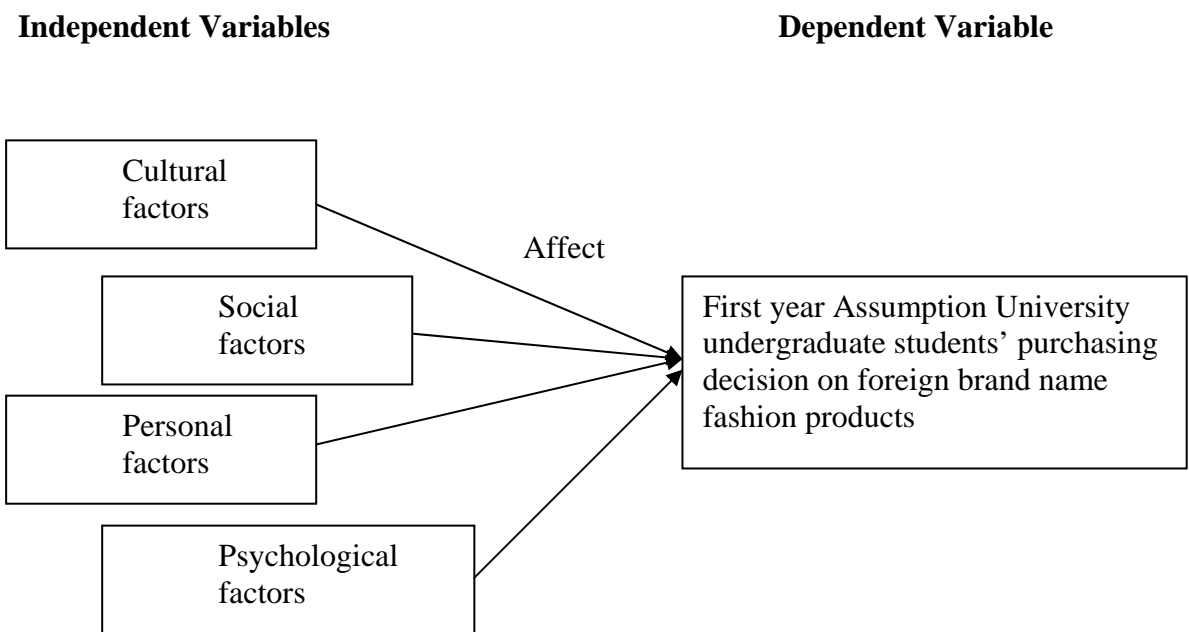 Independent Variables
Dependent Variable
Cultural
factors
Affect
Social
factors
First year Assumption University
undergraduate students’ purchasing
decision on foreign brand name
fashion products
Personal
factors
Psychological
factors